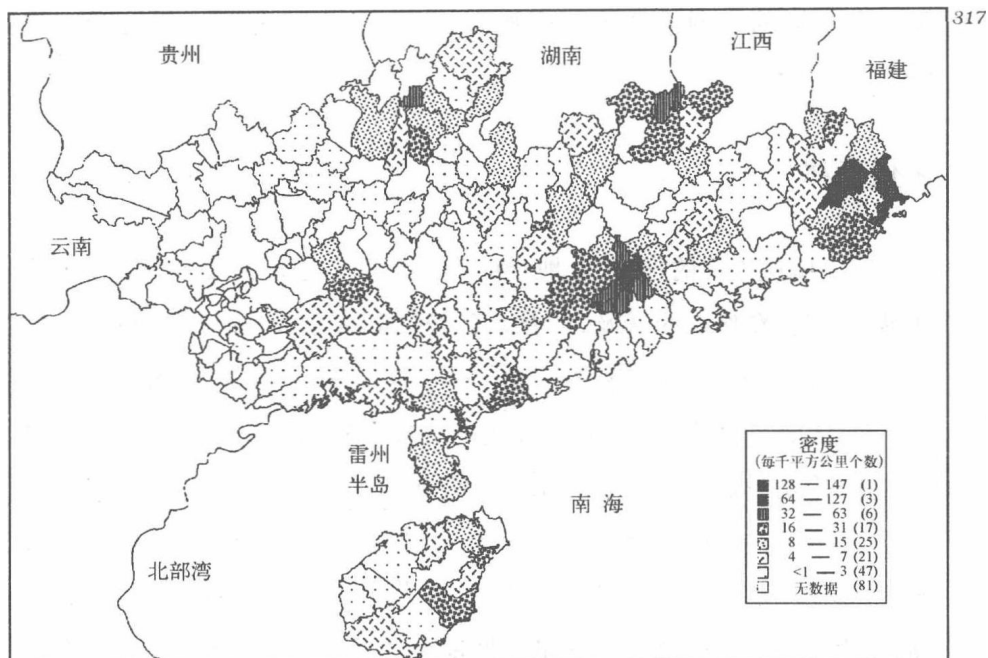 317
贵州
湖南
江西
福建
云南
雷州
半岛
南海
北部湾
密度
(每千平方公里个数)
128 — 147 (1)
64 — 127 (3)
32 — 63 (6)
16 — 31 (17)
8 — 15 (25)
4 — 7 (21)
<1 — 3 (47)
无数据 (81)